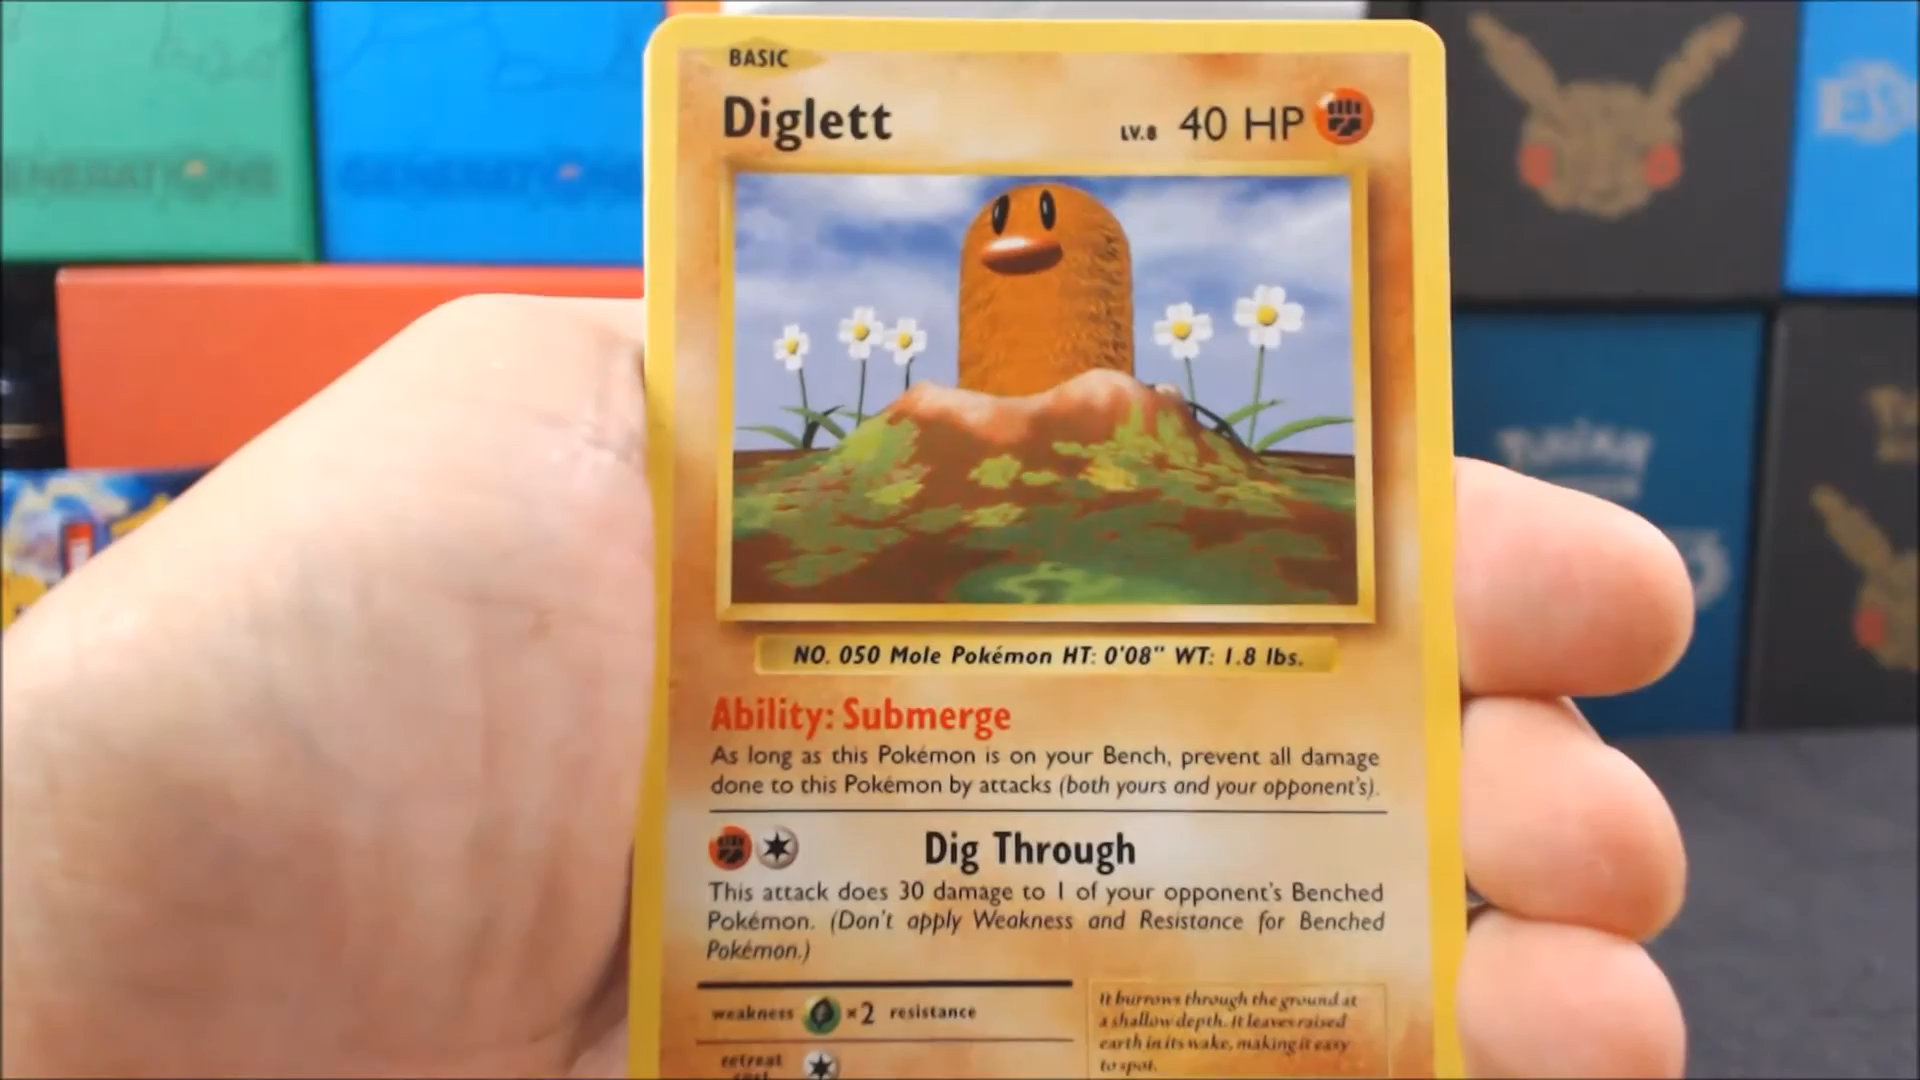 BASIC
Diglett LV.8 40 HP
NO. 050 Mole Pokémon HT: 0'08" WT: 1.8 lbs.
Ability: Submerge
As long as this Pokémon is on your Bench, prevent all damage
done to this Pokémon by attacks (both yours and your opponent's).
Dig Through
This attack does 30 damage to 1 of your opponent's Benched
Pokémon. (Don't apply Weakness and Resistance for Benched
Pokémon.)
weakness ×2 resistance
retreat
cost
It burrows through the ground at
a shallow depth. It leaves raised
earth in its wake, making it easy
to spot.
GENERATIONS
GENERATIONS